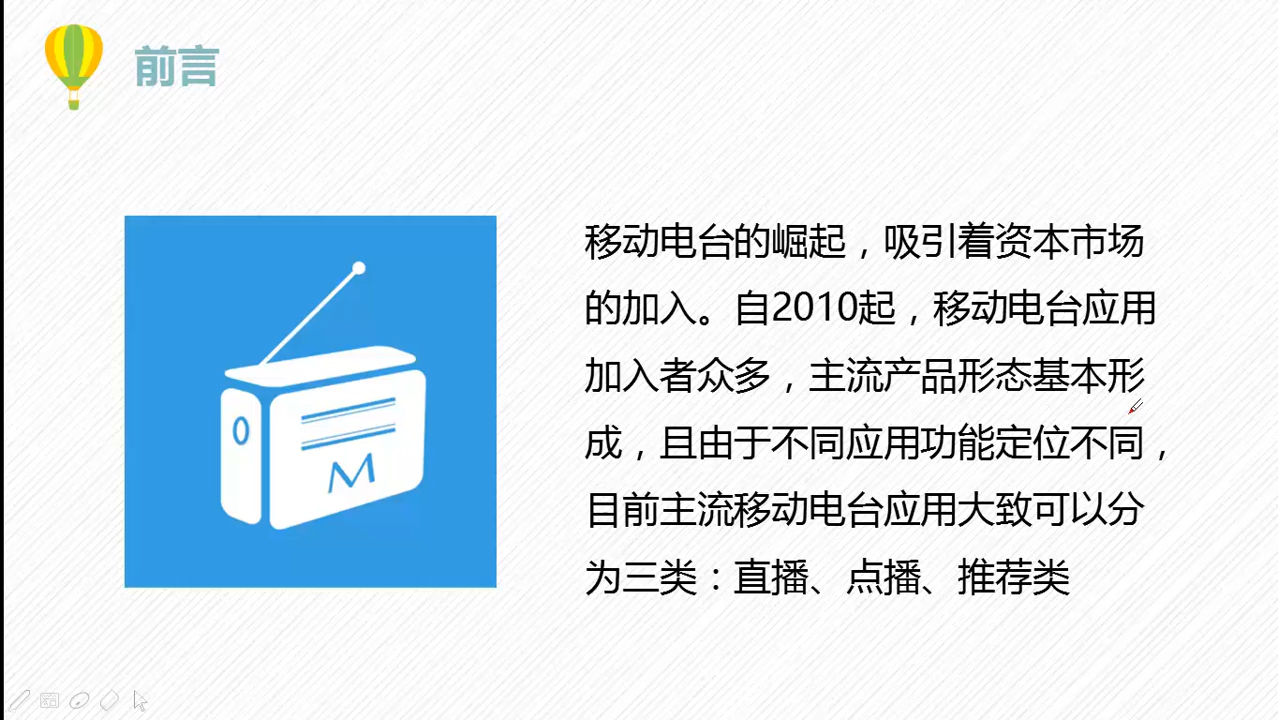 前言
移动电台的崛起，吸引着资本市场
的加入。自2010起，移动电台应用
加入者众多，主流产品形态基本形
成，且由于不同应用功能定位不同，
目前主流移动电台应用大致可以分
为三类：直播、点播、推荐类
M